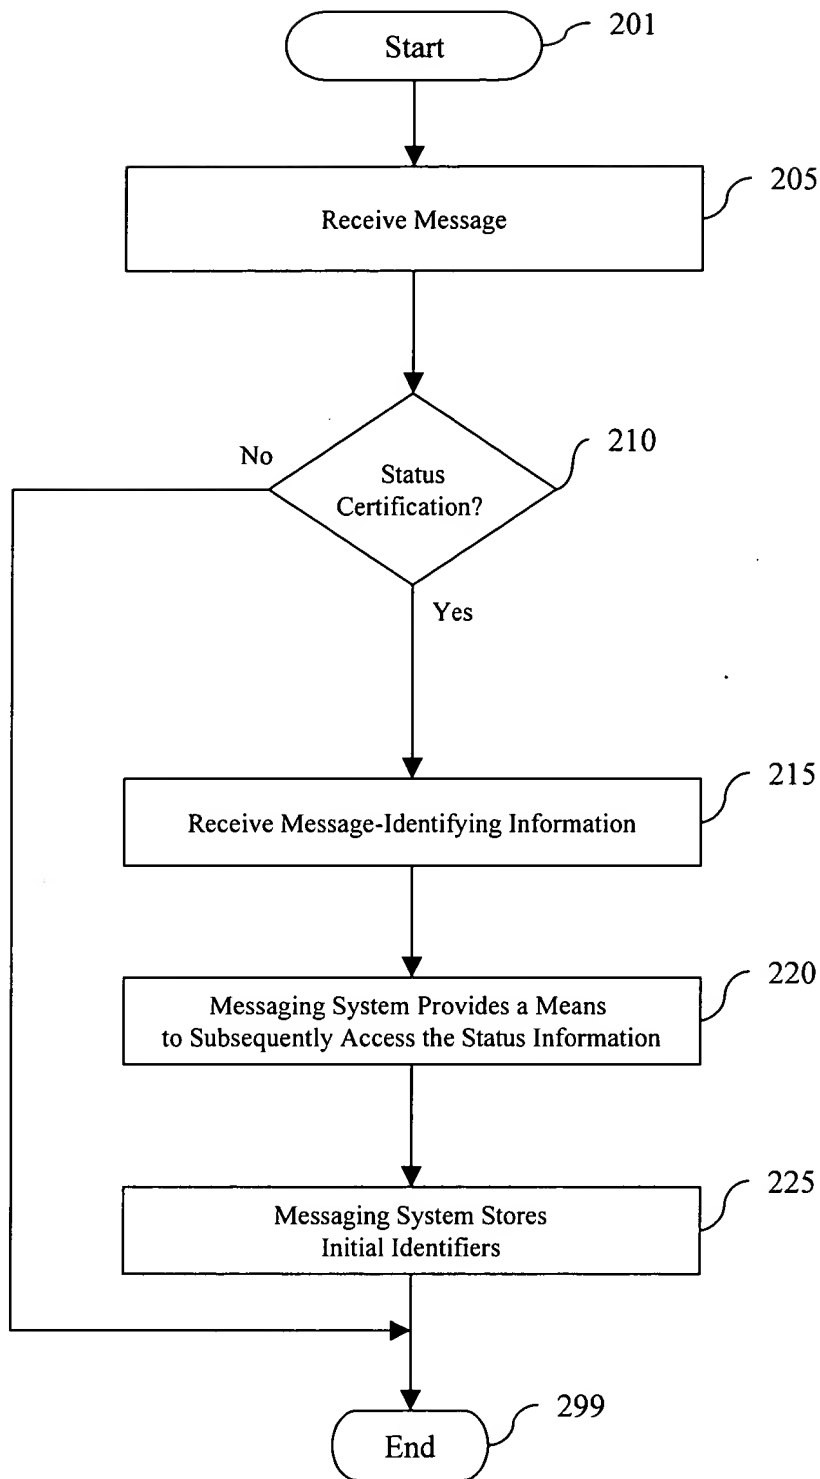 Start
201
205
Receive Message
210
No
Status
Certification?
Yes
215
Receive Message-Identifying Information
220
Messaging System Provides a Means
to Subsequently Access the Status Information
225
Messaging System Stores
Initial Identifiers
299
End